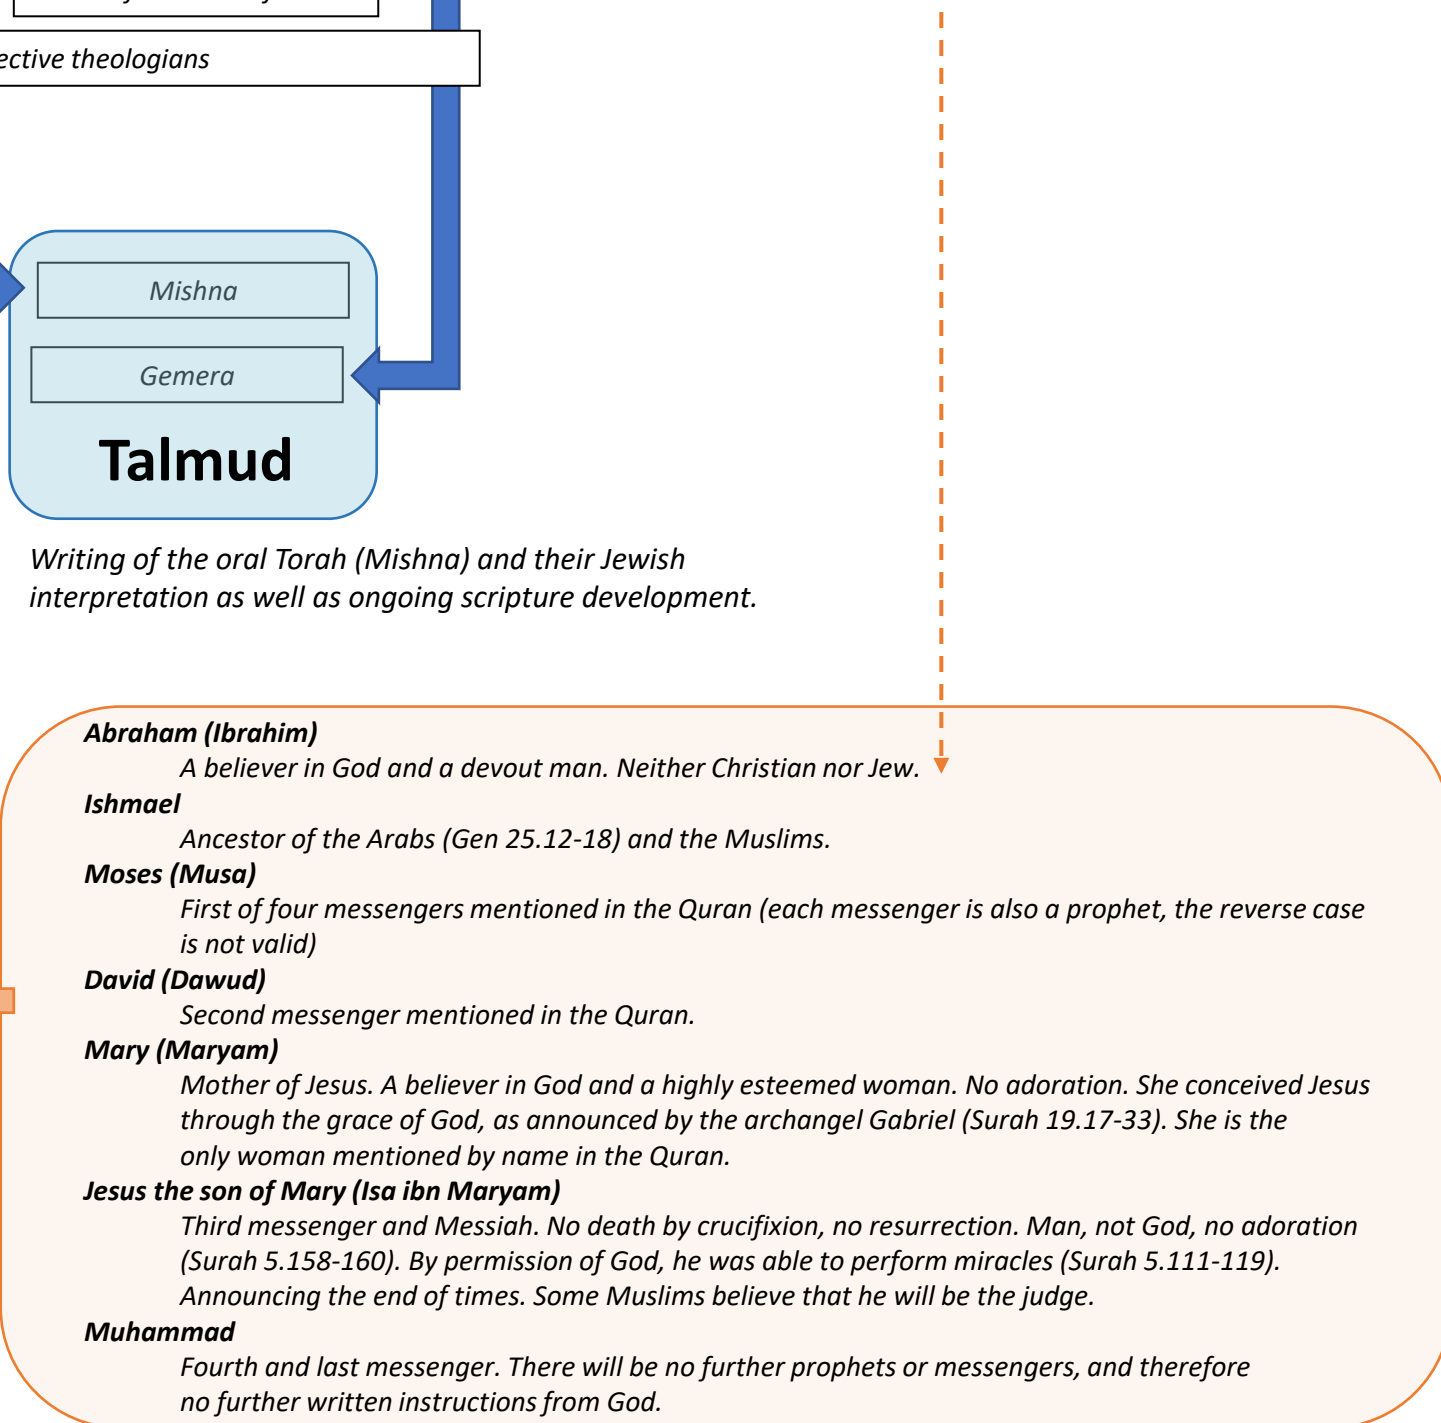 ective theologians
Mishna
Gemera
Talmud
Writing of the oral Torah (Mishna) and their Jewish
interpretation as well as ongoing scripture development.
Abraham (Ibrahim)
A believer in God and a devout man. Neither Christian nor Jew.
Ishmael
Ancestor of the Arabs (Gen 25.12-18) and the Muslims.
Moses (Musa)
First of four messengers mentioned in the Quran (each messenger is also a prophet, the reverse case
is not valid)
David (Dawud)
Second messenger mentioned in the Quran.
Mary (Maryam)
Mother of Jesus. A believer in God and a highly esteemed woman. No adoration. She conceived Jesus
through the grace of God, as announced by the archangel Gabriel (Surah 19.17-33). She is the
only woman mentioned by name in the Quran.
Jesus the son of Mary (Isa ibn Maryam)
Third messenger and Messiah. No death by crucifixion, no resurrection. Man, not God, no adoration
(Surah 5.158-160). By permission of God, he was able to perform miracles (Surah 5.111-119).
Announcing the end of times. Some Muslims believe that he will be the judge.
Muhammad
Fourth and last messenger. There will be no further prophets or messengers, and therefore
no further written instructions from God.